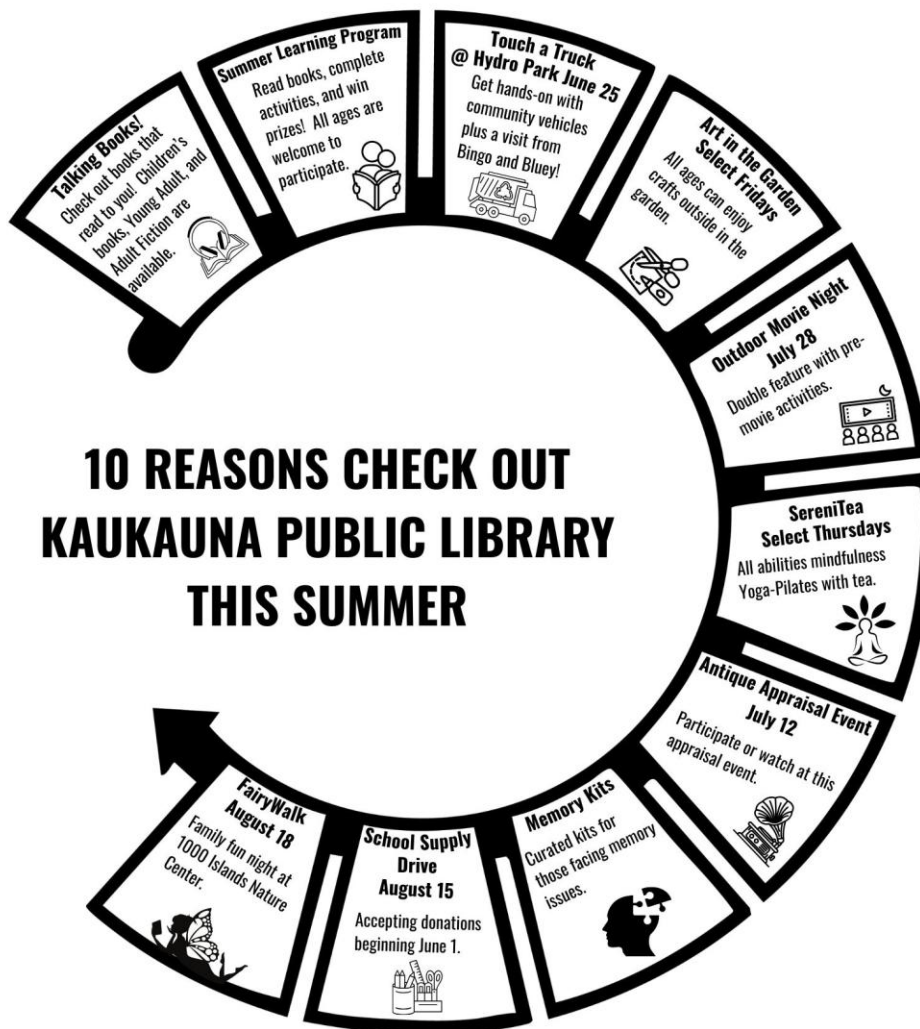 Talking Books!
Check out books that
read to you! Children's
books, Young Adult, and
Adult Fiction are
available.
Summer Learning Program
Read books, complete
activities, and win
prizes! All ages are
welcome to
participate.
Touch a Truck
@ Hydro Park June 25
Get hands-on with
community vehicles
plus a visit from
Bingo and Bluey!
Art in the Garden
Select Fridays
All ages can enjoy
crafts outside in the
garden.
Outdoor Movie Night
July 28
Double feature with pre-
movie activities.
SereniTea
Select Thursdays
All abilities mindfulness
Yoga-Pilates with tea.
Antique Appraisal Event
July 12
Participate or watch at this
appraisal event.
Memory Kits
Curated kits for
those facing memory
issues.
School Supply
Drive
August 15
Accepting donations
beginning June 1.
FairyWalk
August 18
Family fun night at
1000 Islands Nature
Center.
10 REASONS CHECK OUT
KAUKAUNA PUBLIC LIBRARY
THIS SUMMER